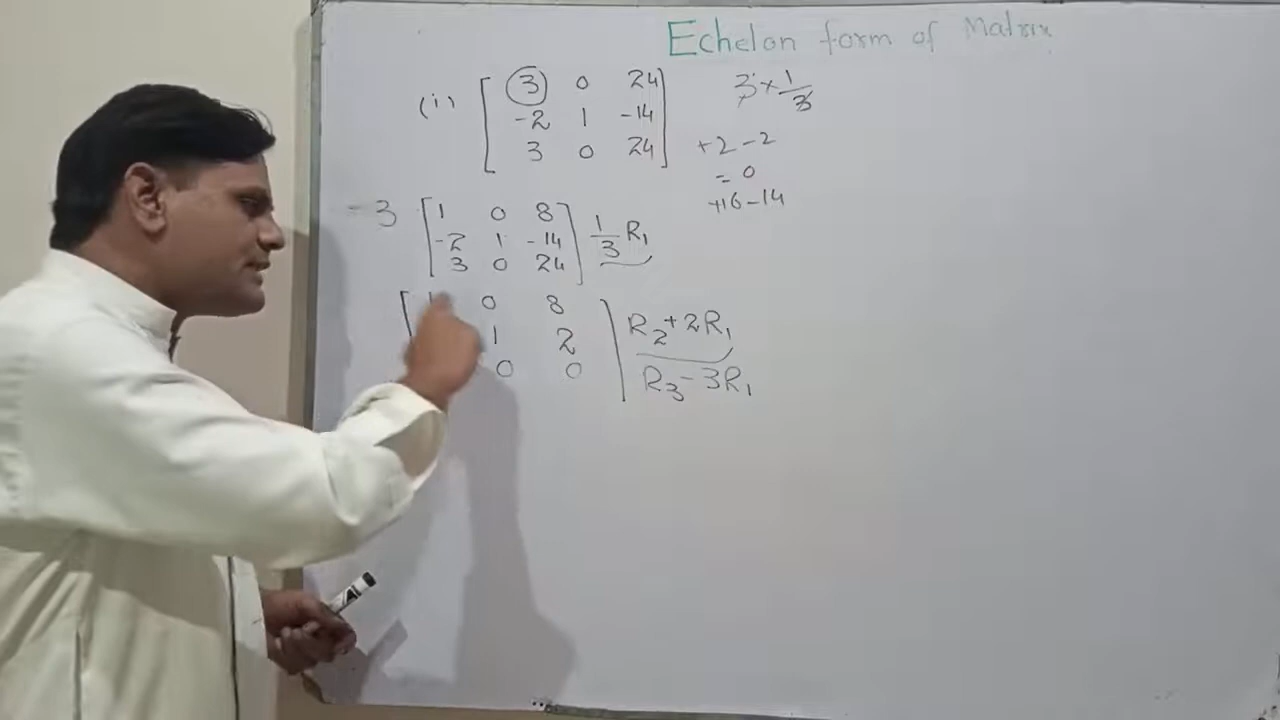 Echelon form of Matrix
(i) [ 3 0 24 ] 3 × 1/3
-2 1 -14
3 0 24 +2 -2
= 0
+16 -14
-3 [ 1 0 8 ] 1/3 R₁
-2 1 -14
3 0 24
[ 0 8 ]
1 2 R₂+2R₁
0 0 R₃-3R₁